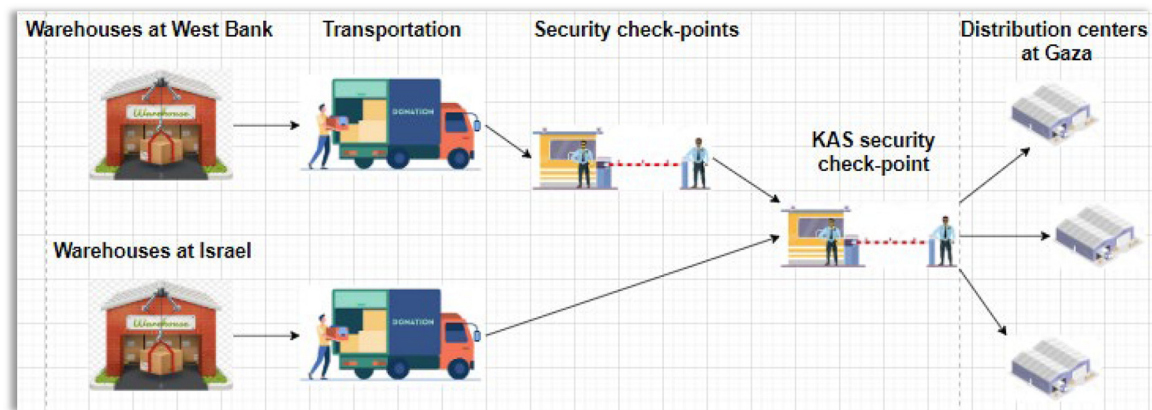 Warehouses at West Bank
Transportation
Security check-points
Distribution centers
at Gaza
Warehouse
DONATION
KAS security
check-point
Warehouses at Israel
Warehouse
DONATION